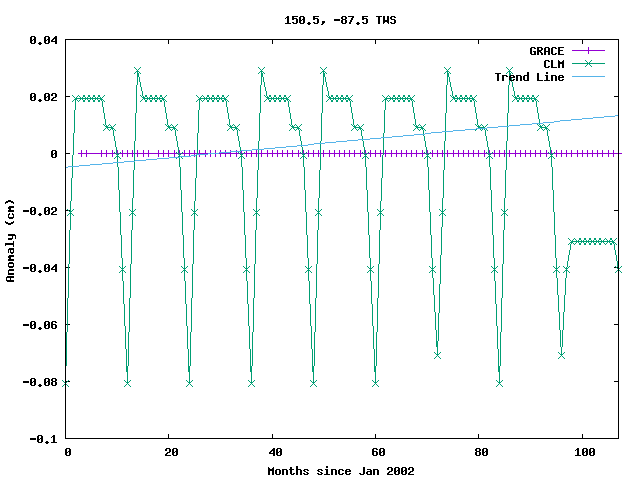 150.5, -87.5 TWS
GRACE
CLM
Trend Line
0.04
0.02
0
-0.02
-0.04
-0.06
-0.08
-0.1
Anomaly (cm)
0 20 40 60 80 100
Months since Jan 2002